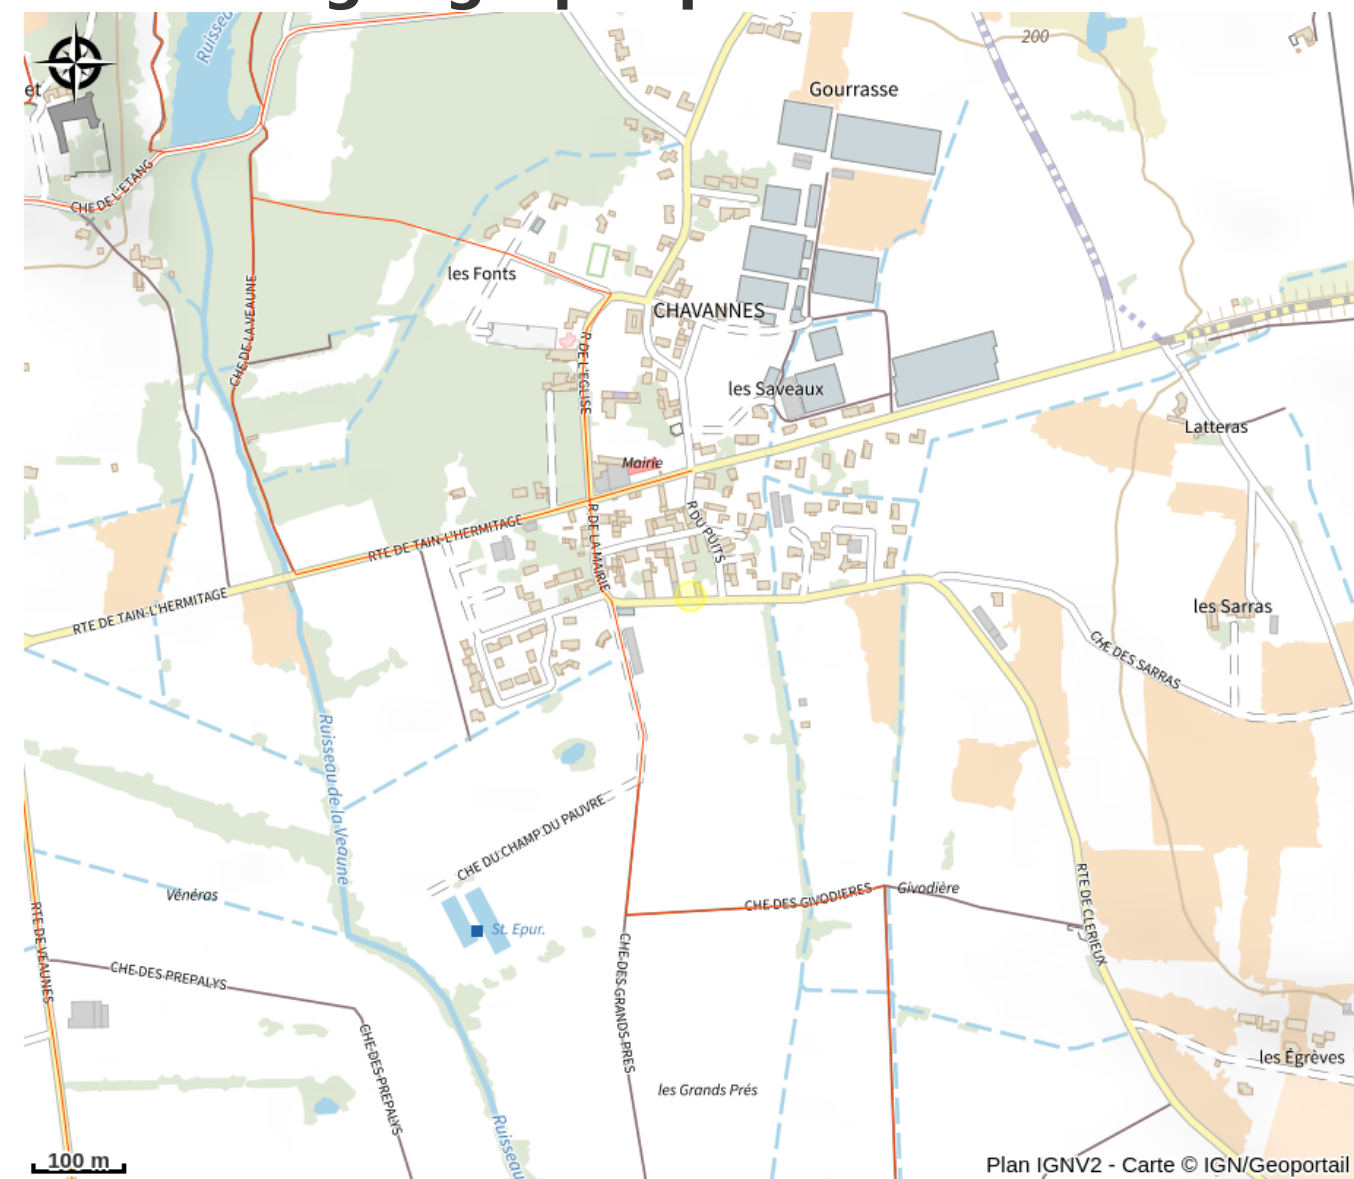 Ruisseau
200
et
Gourrasse
CHE DE L'ETANG
les Fonts
CHE DE LA VEAUNE
CHAVANNES
R DE L'EGLISE
les Saveaux
Latteras
Mairie
RTE DE TAIN-L'HERMITAGE
R DU PUITS
R DE LA MAIRIE
RTE DE TAIN-L'HERMITAGE
les Sarras
CHE DES SARRAS
Ruisseau de la Veaune
CHE DU CHAMP DU PAUVRE
Vénéras
CHE DES GIVODIERES
Givodière
RTE DE CLERIEUX
RTE DE VEAUNES
St. Epur.
CHE DES PREPALYS
CHE DES GRANDS PRES
CHE DES PREPALYS
les Égrèves
les Grands Prés
Ruisseau
100 m
Plan IGNV2 - Carte © IGN/Geoportail